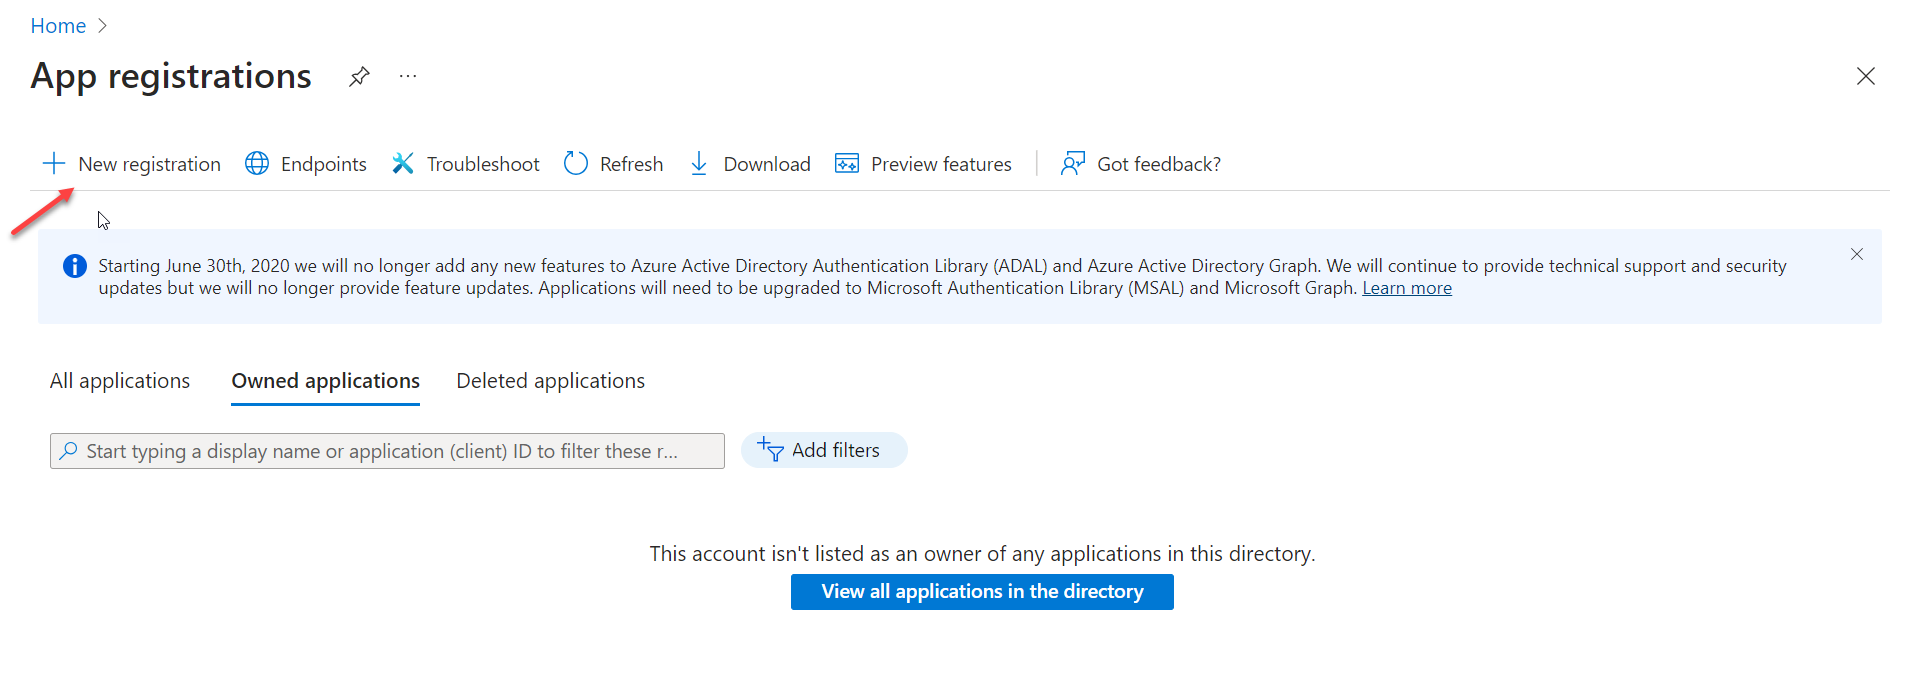 Home
App registrations
New registration Endpoints Troubleshoot Refresh Download Preview features Got feedback?
Starting June 30th, 2020 we will no longer add any new features to Azure Active Directory Authentication Library (ADAL) and Azure Active Directory Graph. We will continue to provide technical support and security
updates but we will no longer provide feature updates. Applications will need to be upgraded to Microsoft Authentication Library (MSAL) and Microsoft Graph. Learn more
All applications Owned applications Deleted applications
Start typing a display name or application (client) ID to filter these r... Add filters
This account isn't listed as an owner of any applications in this directory.
View all applications in the directory